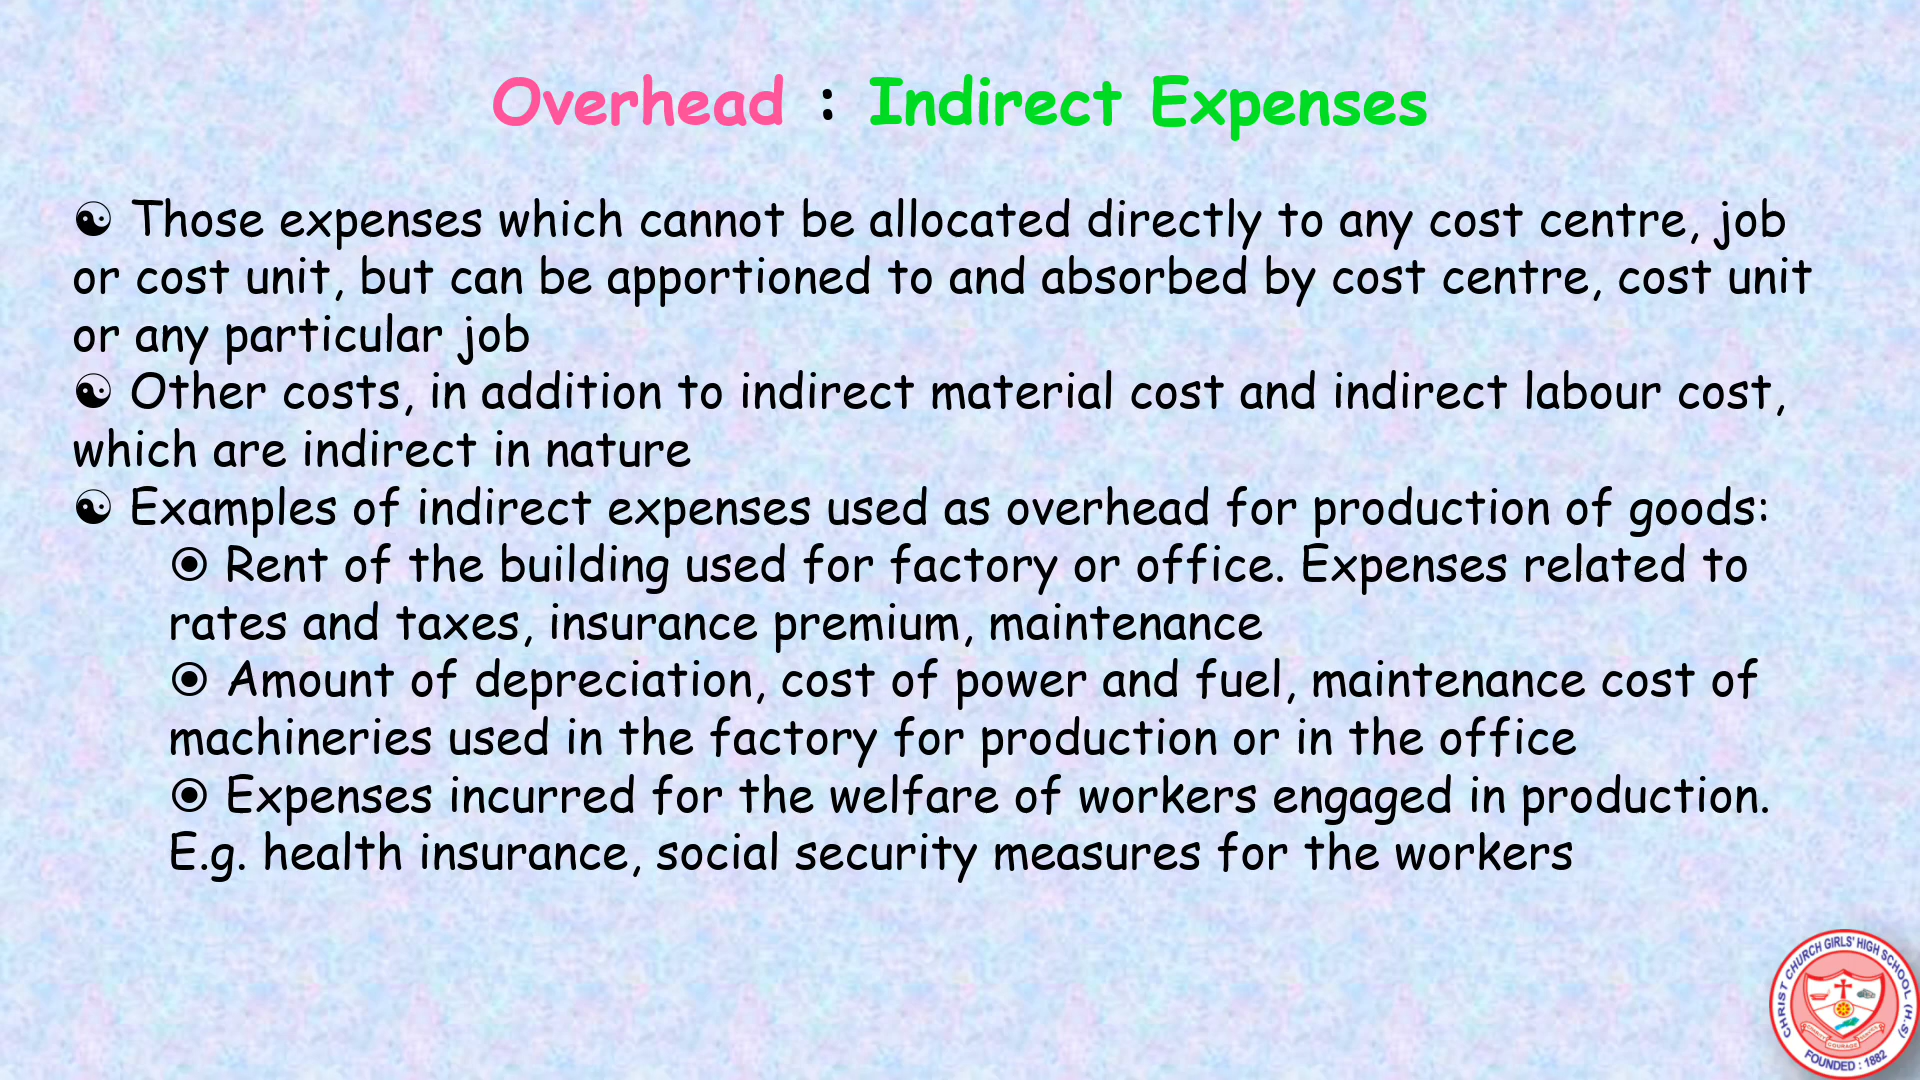 Overhead : Indirect Expenses
☯ Those expenses which cannot be allocated directly to any cost centre, job
or cost unit, but can be apportioned to and absorbed by cost centre, cost unit
or any particular job
☯ Other costs, in addition to indirect material cost and indirect labour cost,
which are indirect in nature
☯ Examples of indirect expenses used as overhead for production of goods:
⦿ Rent of the building used for factory or office. Expenses related to
rates and taxes, insurance premium, maintenance
⦿ Amount of depreciation, cost of power and fuel, maintenance cost of
machineries used in the factory for production or in the office
⦿ Expenses incurred for the welfare of workers engaged in production.
E.g. health insurance, social security measures for the workers
CHRIST CHURCH GIRLS' HIGH SCHOOL (H.S)
COURAGE
FOUNDED : 1882